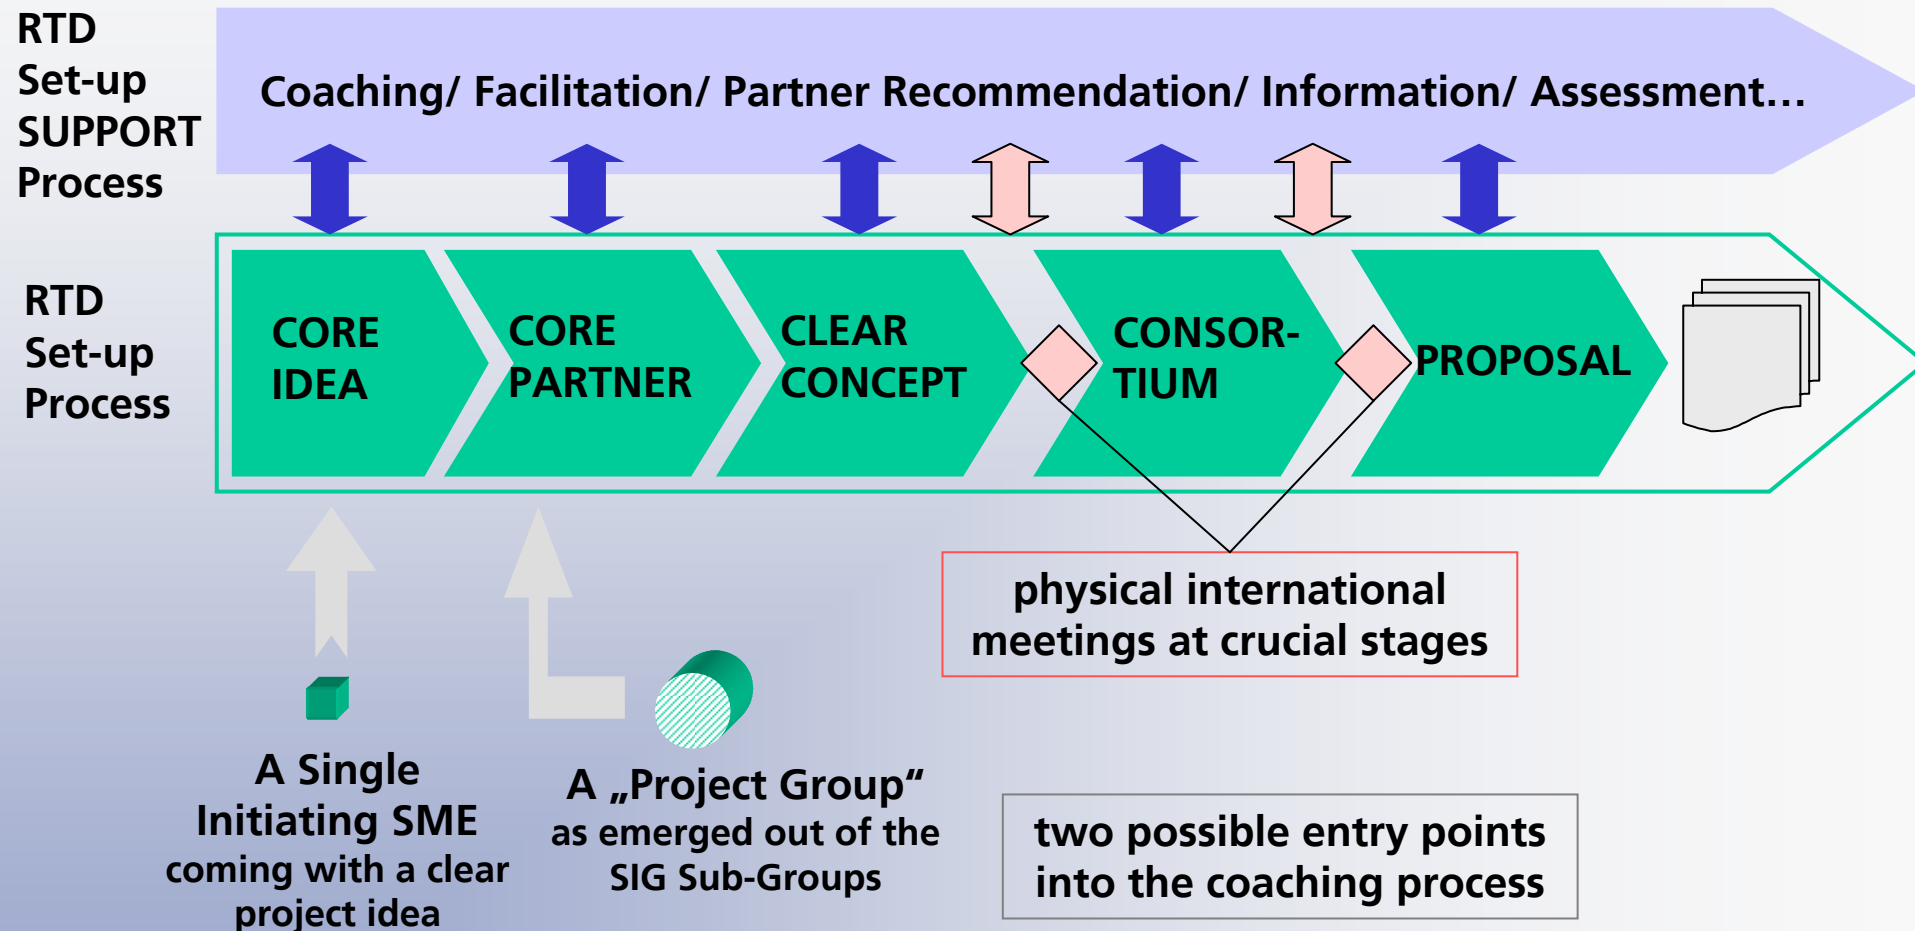 RTD
Set-up
SUPPORT
Process
Coaching/ Facilitation/ Partner Recommendation/ Information/ Assessment…
RTD
Set-up
Process
CORE
IDEA
CORE
PARTNER
CLEAR
CONCEPT
CONSOR-
TIUM
PROPOSAL
physical international
meetings at crucial stages
A Single
Initiating SME
coming with a clear
project idea
A „Project Group“
as emerged out of the
SIG Sub-Groups
two possible entry points
into the coaching process